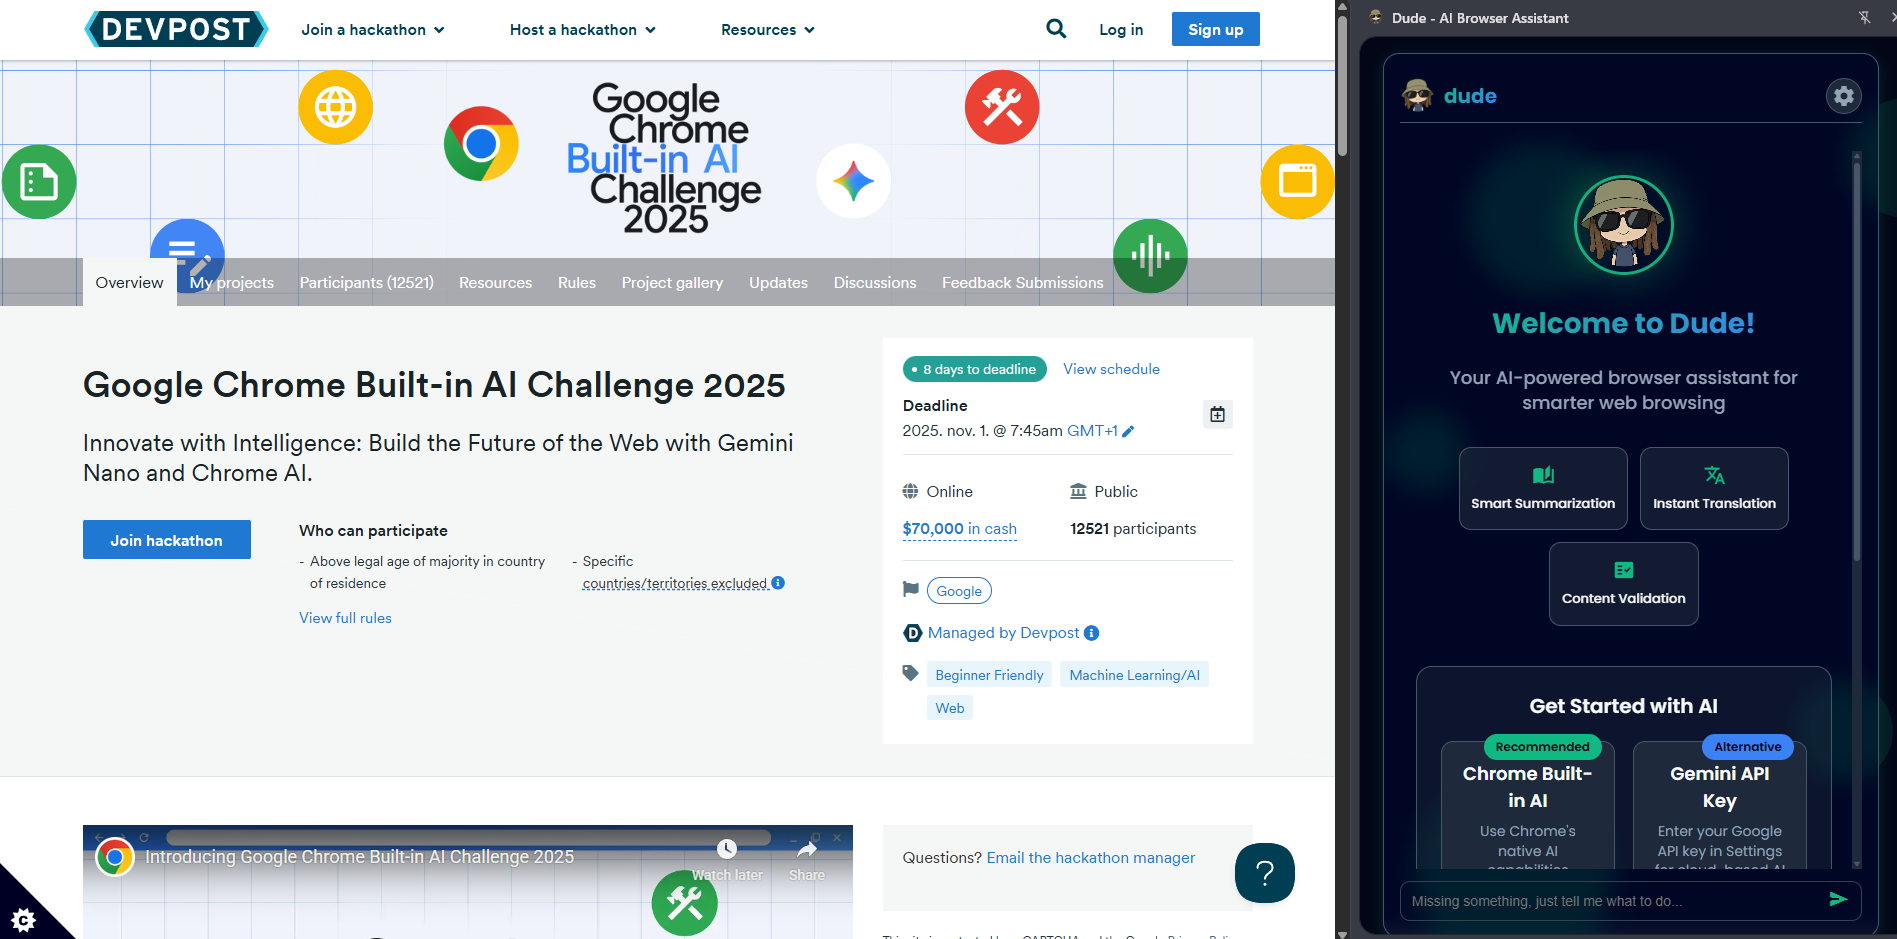 DEVPOST
Join a hackathon
Host a hackathon
Resources
Log in
Sign up
Google
Chrome
Built-in AI
Challenge
2025
Overview
My projects
Participants (12521)
Resources
Rules
Project gallery
Updates
Discussions
Feedback Submissions
Google Chrome Built-in AI Challenge 2025
Innovate with Intelligence: Build the Future of the Web with Gemini
Nano and Chrome AI.
Join hackathon
Who can participate
- Above legal age of majority in country
of residence
- Specific
countries/territories excluded
View full rules
8 days to deadline
View schedule
Deadline
2025. nov. 1. @ 7:45am GMT+1
Online
Public
$70,000 in cash
12521 participants
Google
D
Managed by Devpost
Beginner Friendly
Machine Learning/AI
Web
Introducing Google Chrome Built-in AI Challenge 2025
Watch later
Share
Questions? Email the hackathon manager
?
Dude - AI Browser Assistant
dude
Welcome to Dude!
Your AI-powered browser assistant for
smarter web browsing
Smart Summarization
Instant Translation
Content Validation
Get Started with AI
Recommended
Chrome Built-
in AI
Use Chrome's
native AI
capabilities
Alternative
Gemini API
Key
Enter your Google
API key in Settings
for cloud-based AI
Missing something, just tell me what to do...